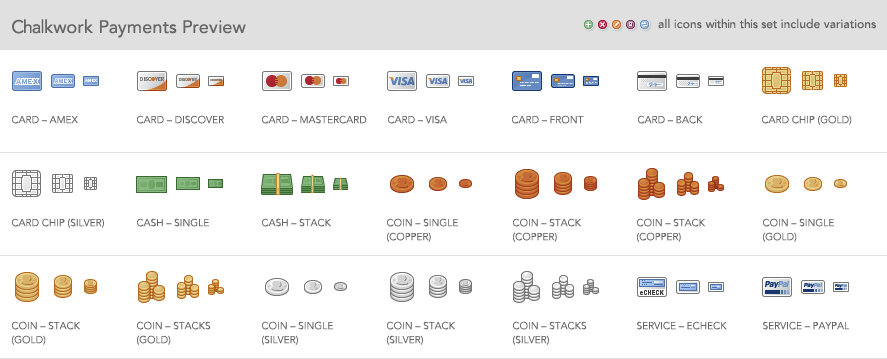 Chalkwork Payments Preview
all icons within this set include variations
AMEX AMEX AMEX
DISCOVER DISCOVER
VISA VISA VISA
CARD – AMEX
CARD – DISCOVER
CARD – MASTERCARD
CARD – VISA
CARD – FRONT
CARD – BACK
CARD CHIP (GOLD)
CARD CHIP (SILVER)
CASH – SINGLE
CASH – STACK
COIN – SINGLE
(COPPER)
COIN – STACK
(COPPER)
COIN – STACK
(COPPER)
COIN – SINGLE
(GOLD)
eCHECK
PayPal PayPal PayPal
COIN – STACK
(GOLD)
COIN – STACKS
(GOLD)
COIN – SINGLE
(SILVER)
COIN – STACK
(SILVER)
COIN – STACKS
(SILVER)
SERVICE – ECHECK
SERVICE – PAYPAL